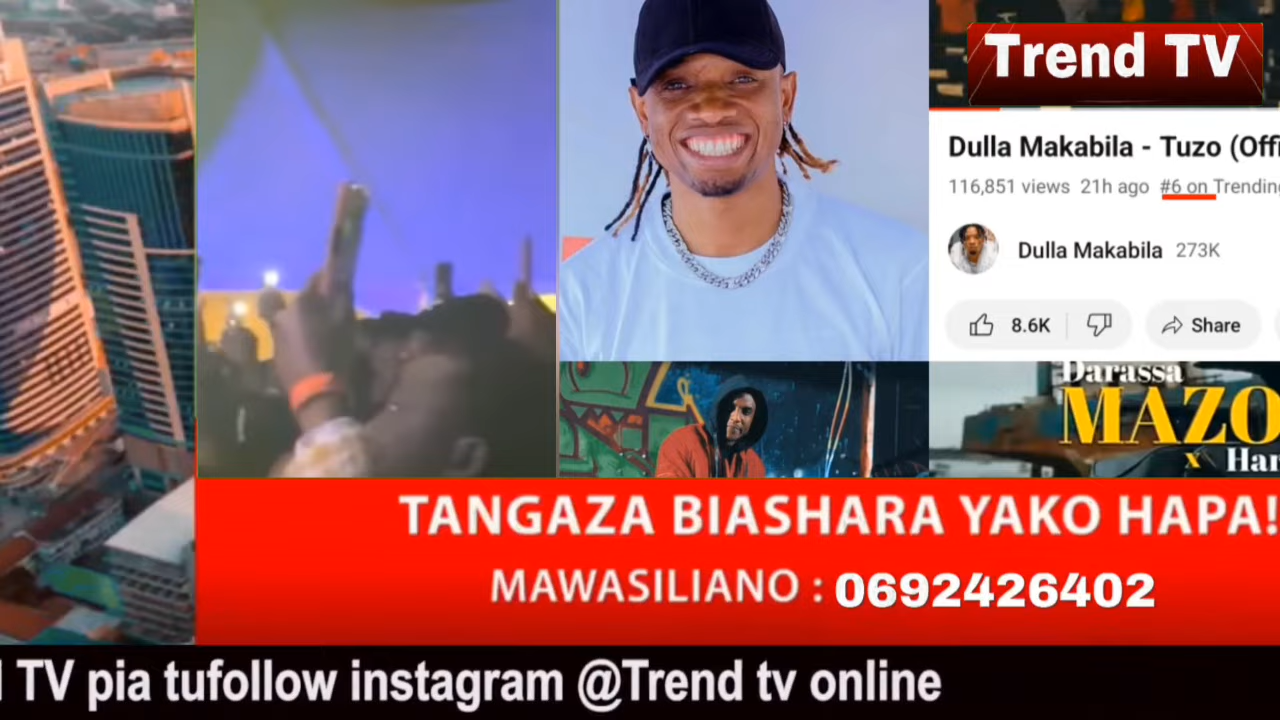 Trend TV
Dulla Makabila - Tuzo (Offi
116,851 views 21h ago #6 on Trending
Dulla Makabila 273K
8.6K
Share
Darassa
MAZO
x Har
TANGAZA BIASHARA YAKO HAPA!
MAWASILIANO : 0692426402
TV pia tufollow instagram @Trend tv online